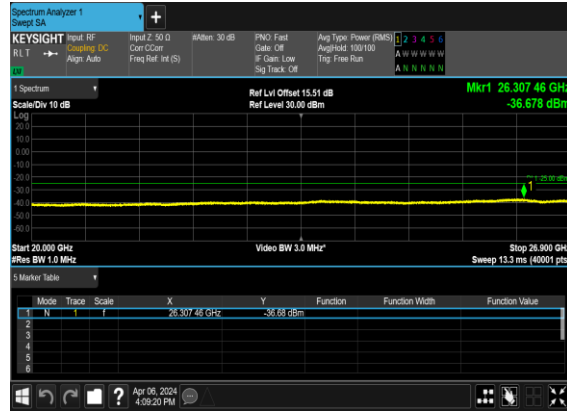 Spectrum Analyzer 1
Swept SA
+
KEYSIGHT Input: RF Input Z: 50 Ω #Atten: 30 dB PNO: Fast Avg Type: Power (RMS) 1 2 3 4 5 6
RLT Coupling: DC Corr CCorr Gate: Off Avg|Hold: 100/100 A W W W W W
Align: Auto Freq Ref: Int (S) IF Gain: Low Trig: Free Run
Sig Track: Off A N N N N N
1 Spectrum Ref Lvl Offset 15.51 dB Mkr1 26.307 46 GHz
Scale/Div 10 dB Ref Level 30.00 dBm -36.678 dBm
Log
20.0
10.0
0.00
-10.0
-20.0
-30.0
-40.0
-50.0
-60.0
1
Start 20.000 GHz Video BW 3.0 MHz* Stop 26.900 GHz
#Res BW 1.0 MHz Sweep 13.3 ms (40001 pts)
5 Marker Table
Mode Trace Scale X Y Function Function Width Function Value
1 N 1 f 26.307 46 GHz -36.68 dBm
2
3
4
5
6
? Apr 06, 2024
4:09:20 PM